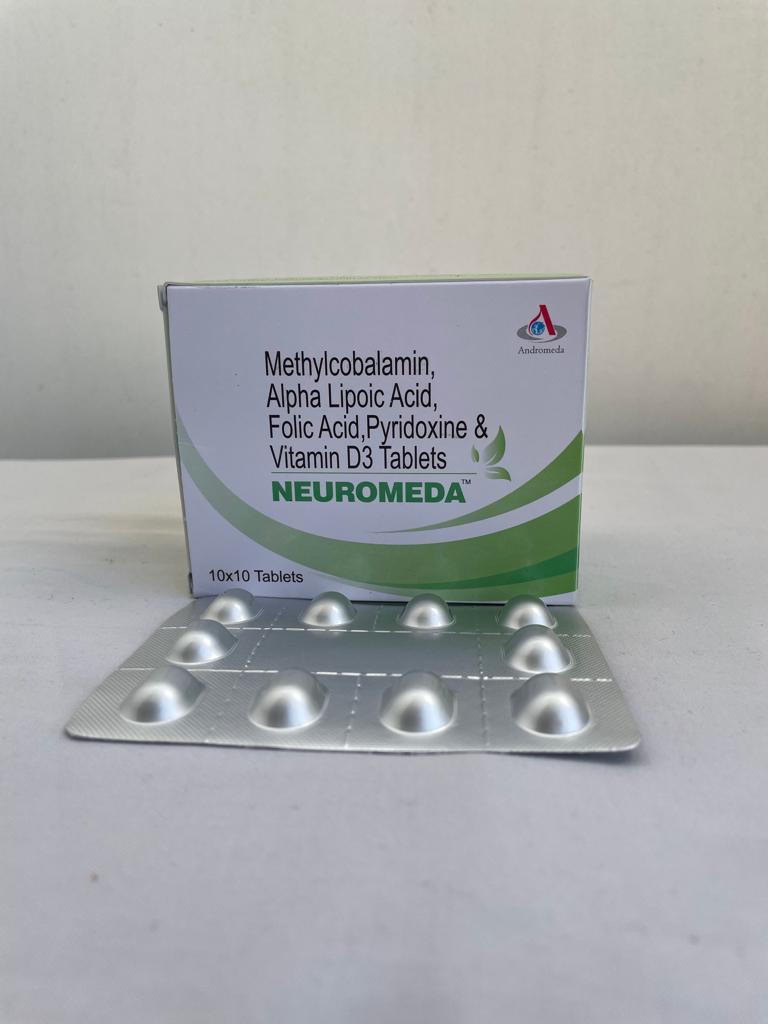 Andromeda
Methylcobalamin,
Alpha Lipoic Acid,
Folic Acid,Pyridoxine &
Vitamin D3 Tablets
NEUROMEDA™
10x10 Tablets